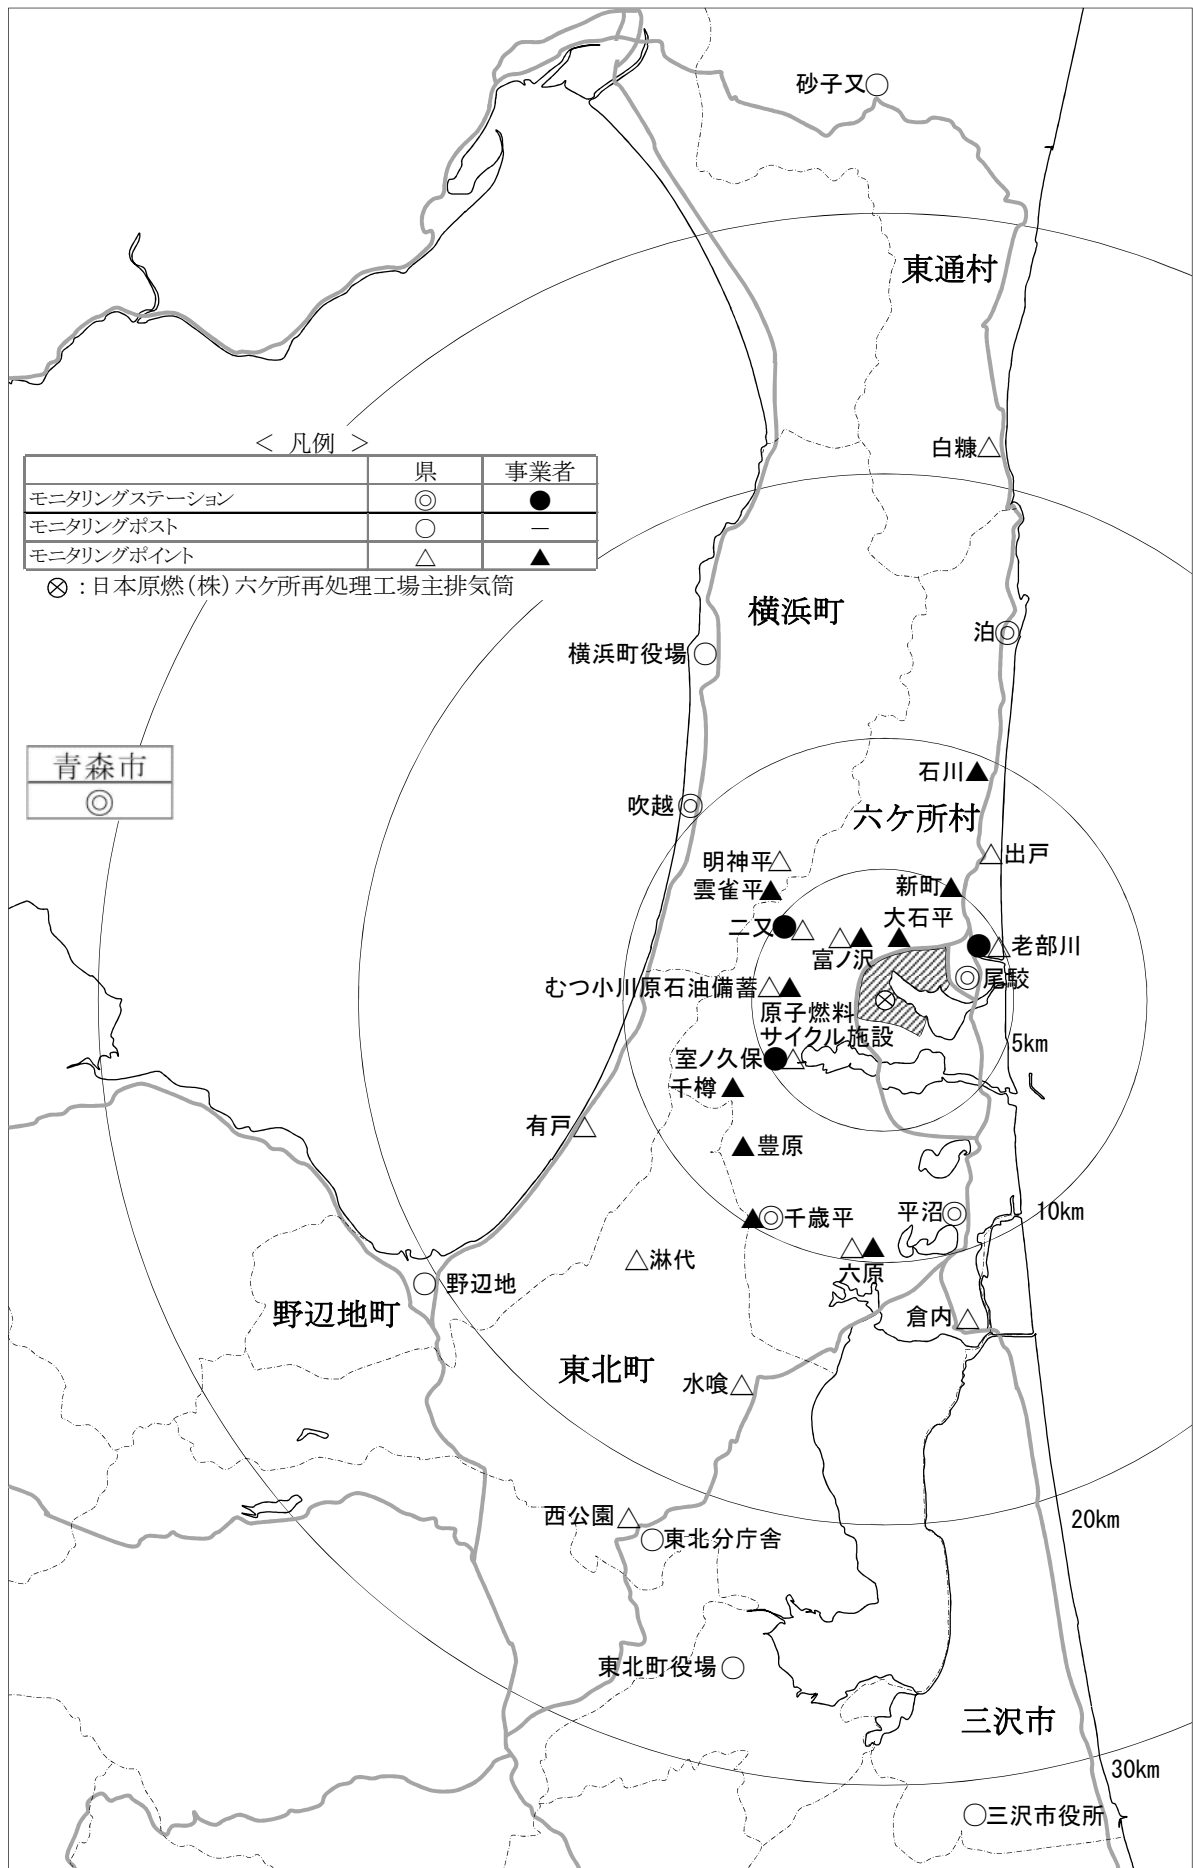 砂子又○
東通村
白糠△
＜ 凡例 ＞
県 事業者
モニタリングステーション ◎ ●
モニタリングポスト ○ －
モニタリングポイント △ ▲
⊗：日本原燃(株)六ケ所再処理工場主排気筒
横浜町
泊◎
横浜町役場○
青森市
◎
石川▲
吹越◎
六ケ所村
明神平△
△出戸
雲雀平▲
新町▲
大石平
▲
二又●△
△▲
富ノ沢
●△老部川
◎
尾駮
むつ小川原石油備蓄△▲
原子燃料
サイクル施設
⊗
5km
室ノ久保●△
千樽▲
有戸△
▲豊原
▲◎千歳平
平沼◎
10km
△淋代
△▲
六原
○野辺地
野辺地町
倉内△
東北町
水喰△
西公園△
○東北分庁舎
20km
東北町役場○
三沢市
30km
○三沢市役所